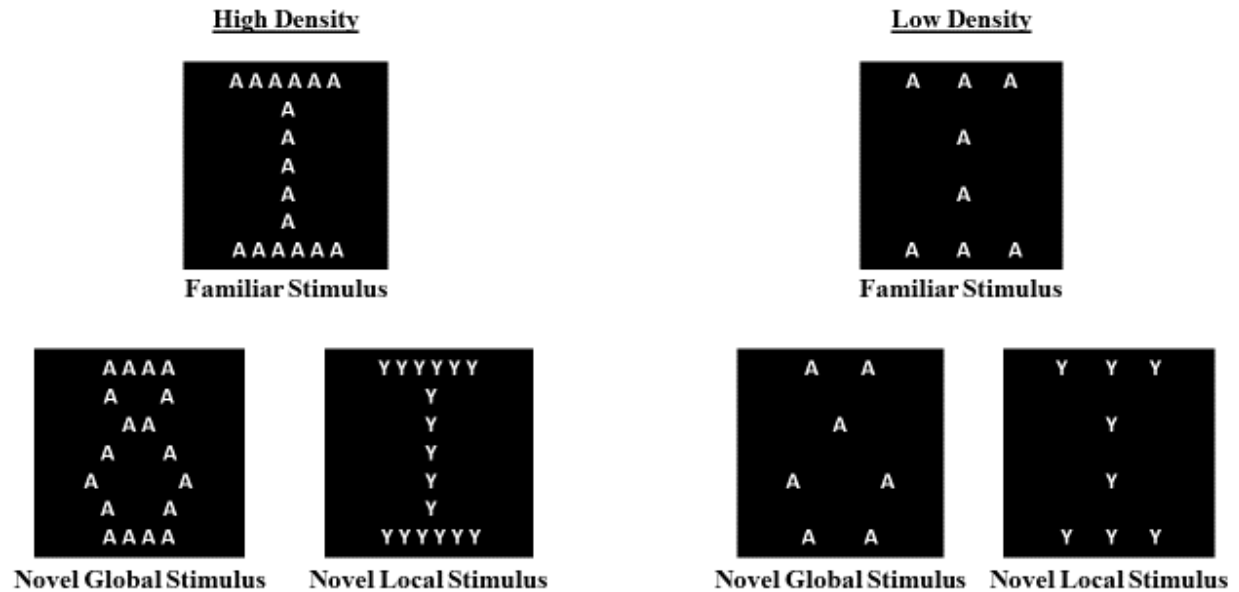 High Density
Low Density
AAAAAA
A
A
A
A
A
AAAAAA
Familiar Stimulus
A A A
A
A
A A A
Familiar Stimulus
AAAA
A A
AA
A A
A A
A A
AAAA
Novel Global Stimulus
YYYYYY
Y
Y
Y
Y
Y
YYYYYY
Novel Local Stimulus
A A
A
A A
A A
Novel Global Stimulus
Y Y Y
Y
Y
Y Y Y
Novel Local Stimulus